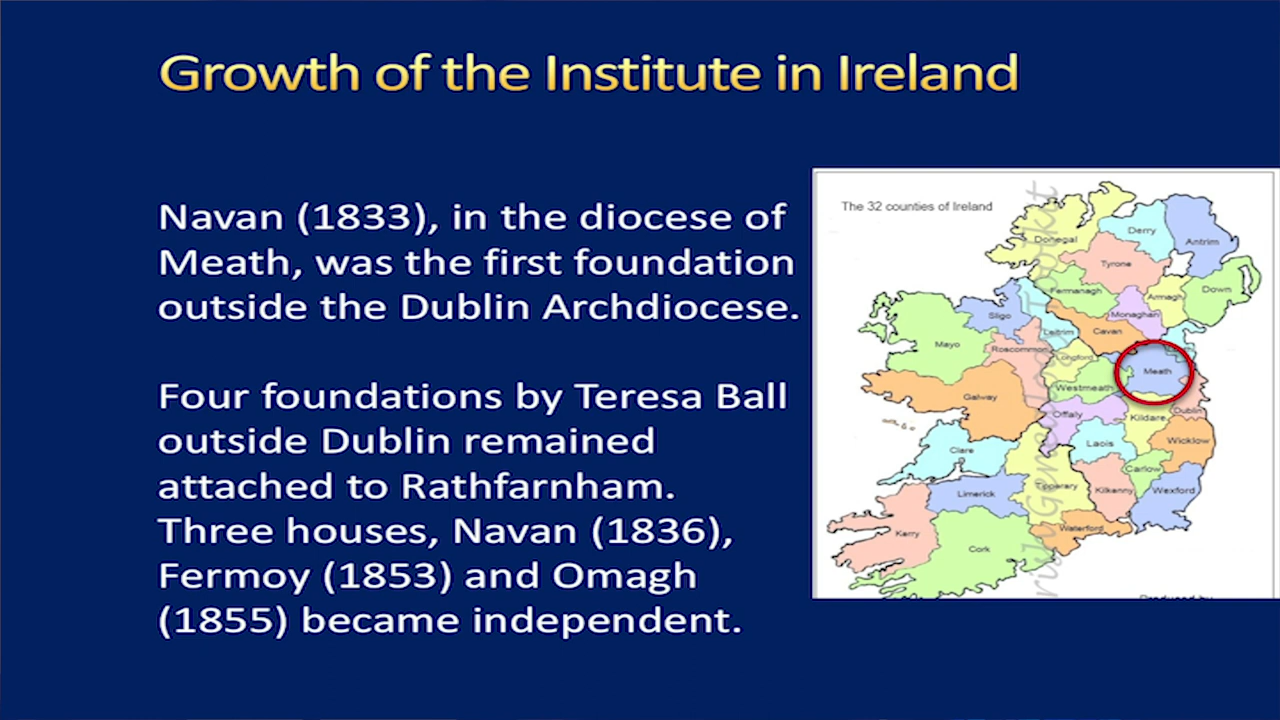 Growth of the Institute in Ireland
Navan (1833), in the diocese of
Meath, was the first foundation
outside the Dublin Archdiocese.
Four foundations by Teresa Ball
outside Dublin remained
attached to Rathfarnham.
Three houses, Navan (1836),
Fermoy (1853) and Omagh
(1855) became independent.
The 32 counties of Ireland
Donegal
Derry
Antrim
Tyrone
Fermanagh
Armagh
Down
Monaghan
Sligo
Leitrim
Cavan
Mayo
Roscommon
Longford
Meath
Westmeath
Galway
Offaly
Kildare
Dublin
Clare
Laois
Wicklow
Carlow
Limerick
Tipperary
Kilkenny
Wexford
Kerry
Waterford
Cork